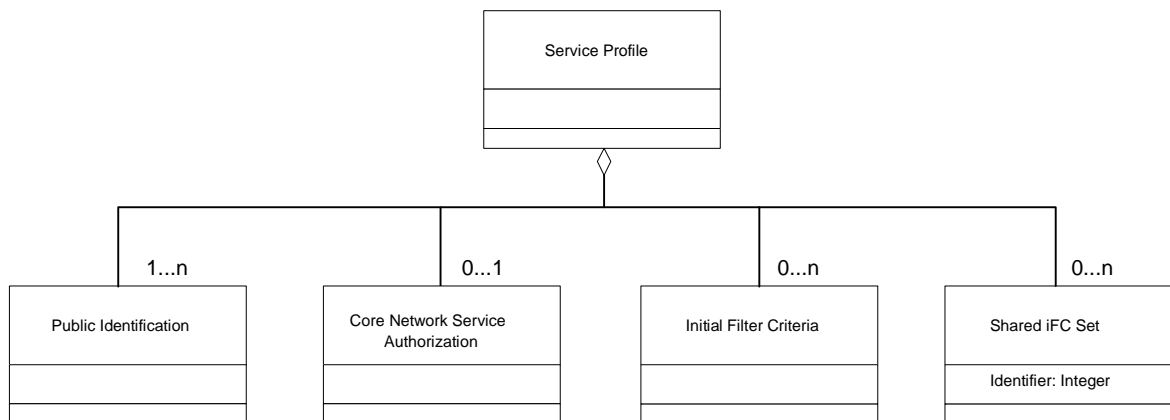 Service Profile
1...n
0...1
0...n
0...n
Public Identification
Core Network Service
Authorization
Initial Filter Criteria
Shared iFC Set
Identifier: Integer